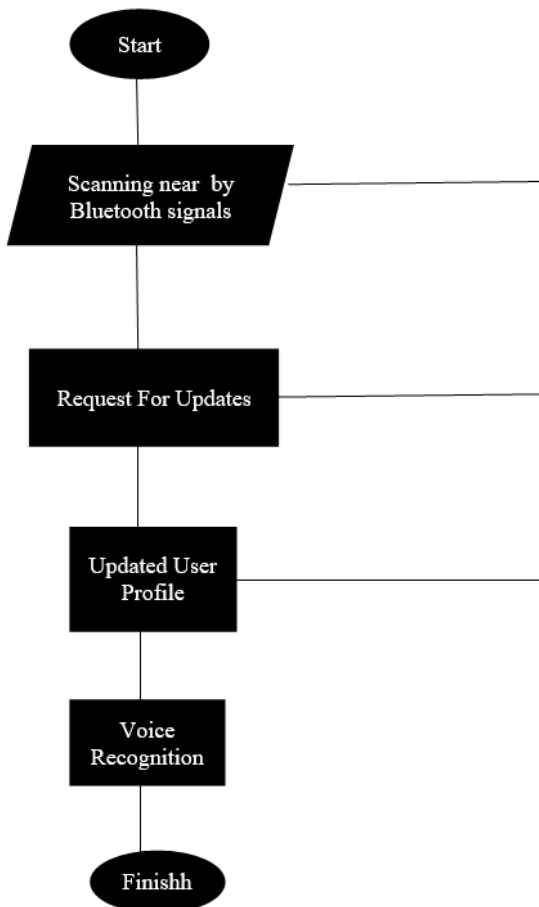 Start
Scanning near by
Bluetooth signals
Request For Updates
Updated User
Profile
Voice
Recognition
Finishh